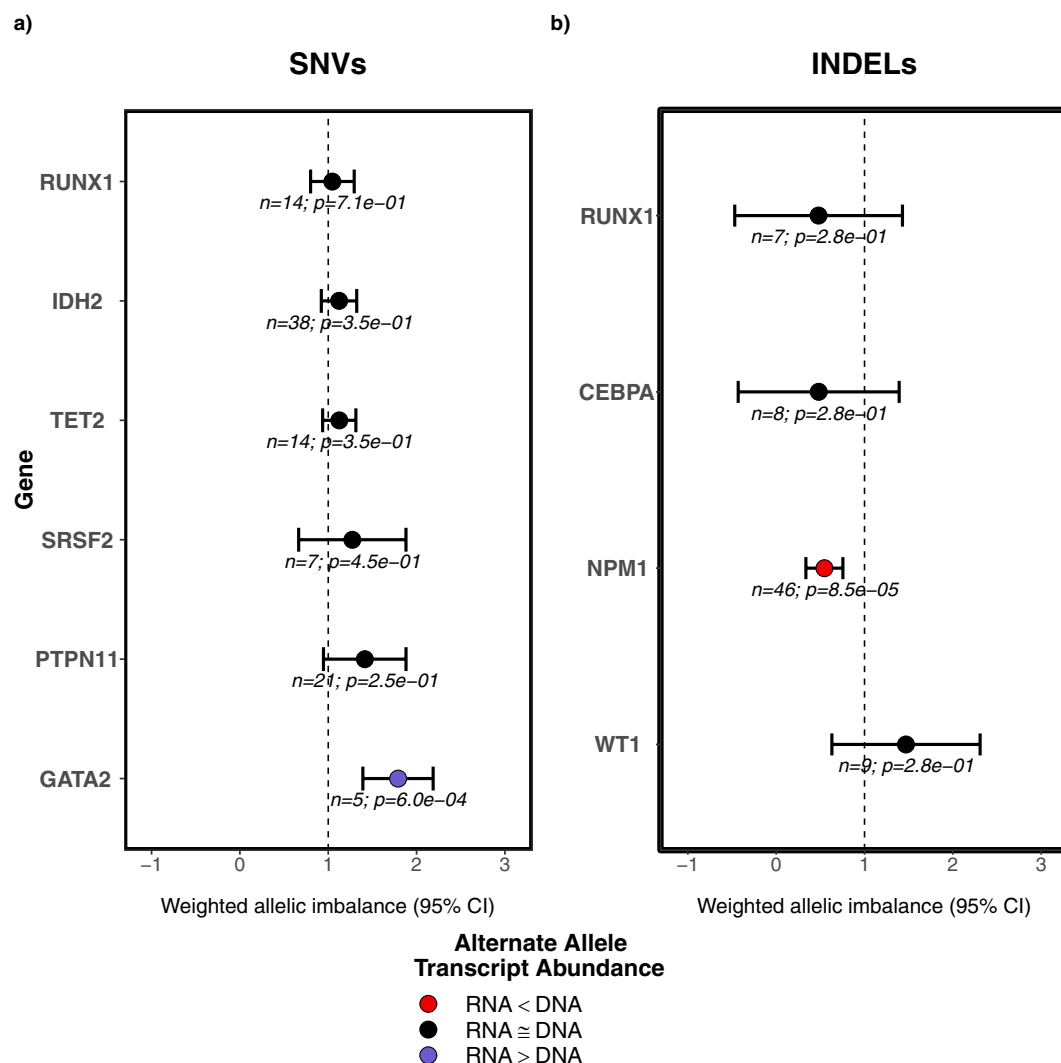 a)
SNVs
Gene
RUNX1
n=14; p=7.1e−01
IDH2
n=38; p=3.5e−01
TET2
n=14; p=3.5e−01
SRSF2
n=7; p=4.5e−01
PTPN11
n=21; p=2.5e−01
GATA2
n=5; p=6.0e−04
−1 0 1 2 3
Weighted allelic imbalance (95% CI)
b)
INDELs
RUNX1
n=7; p=2.8e−01
CEBPA
n=8; p=2.8e−01
NPM1
n=46; p=8.5e−05
WT1
n=9; p=2.8e−01
−1 0 1 2 3
Weighted allelic imbalance (95% CI)
Alternate Allele
Transcript Abundance
RNA < DNA
RNA ≅ DNA
RNA > DNA